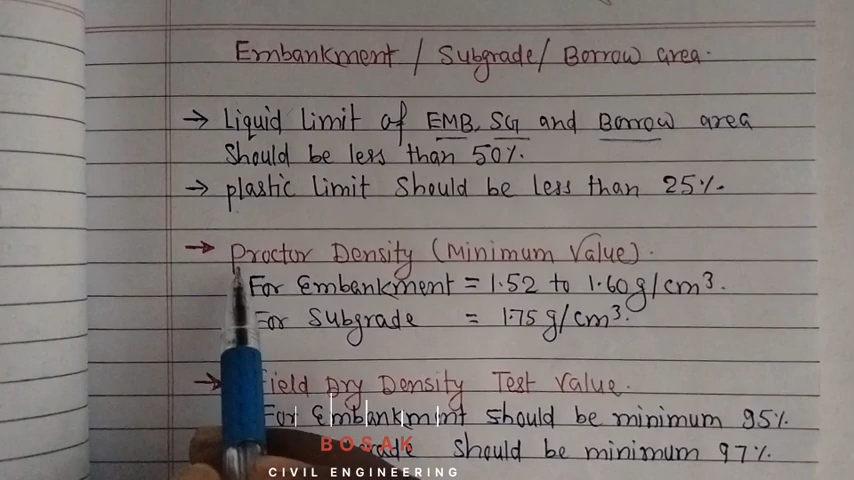 Embankment / Subgrade / Borrow area.
→ Liquid Limit of EMB, SG and Borrow area
should be less than 50%.
→ plastic Limit should be less than 25%.
→ Proctor Density (Minimum Value).
For Embankment = 1.52 to 1.60 g/cm³.
For Subgrade = 1.75 g/cm³.
→ Field Dry Density Test Value.
For Embankmint should be minimum 95%.
should be minimum 97%.
BOSAK
CIVIL ENGINEERING